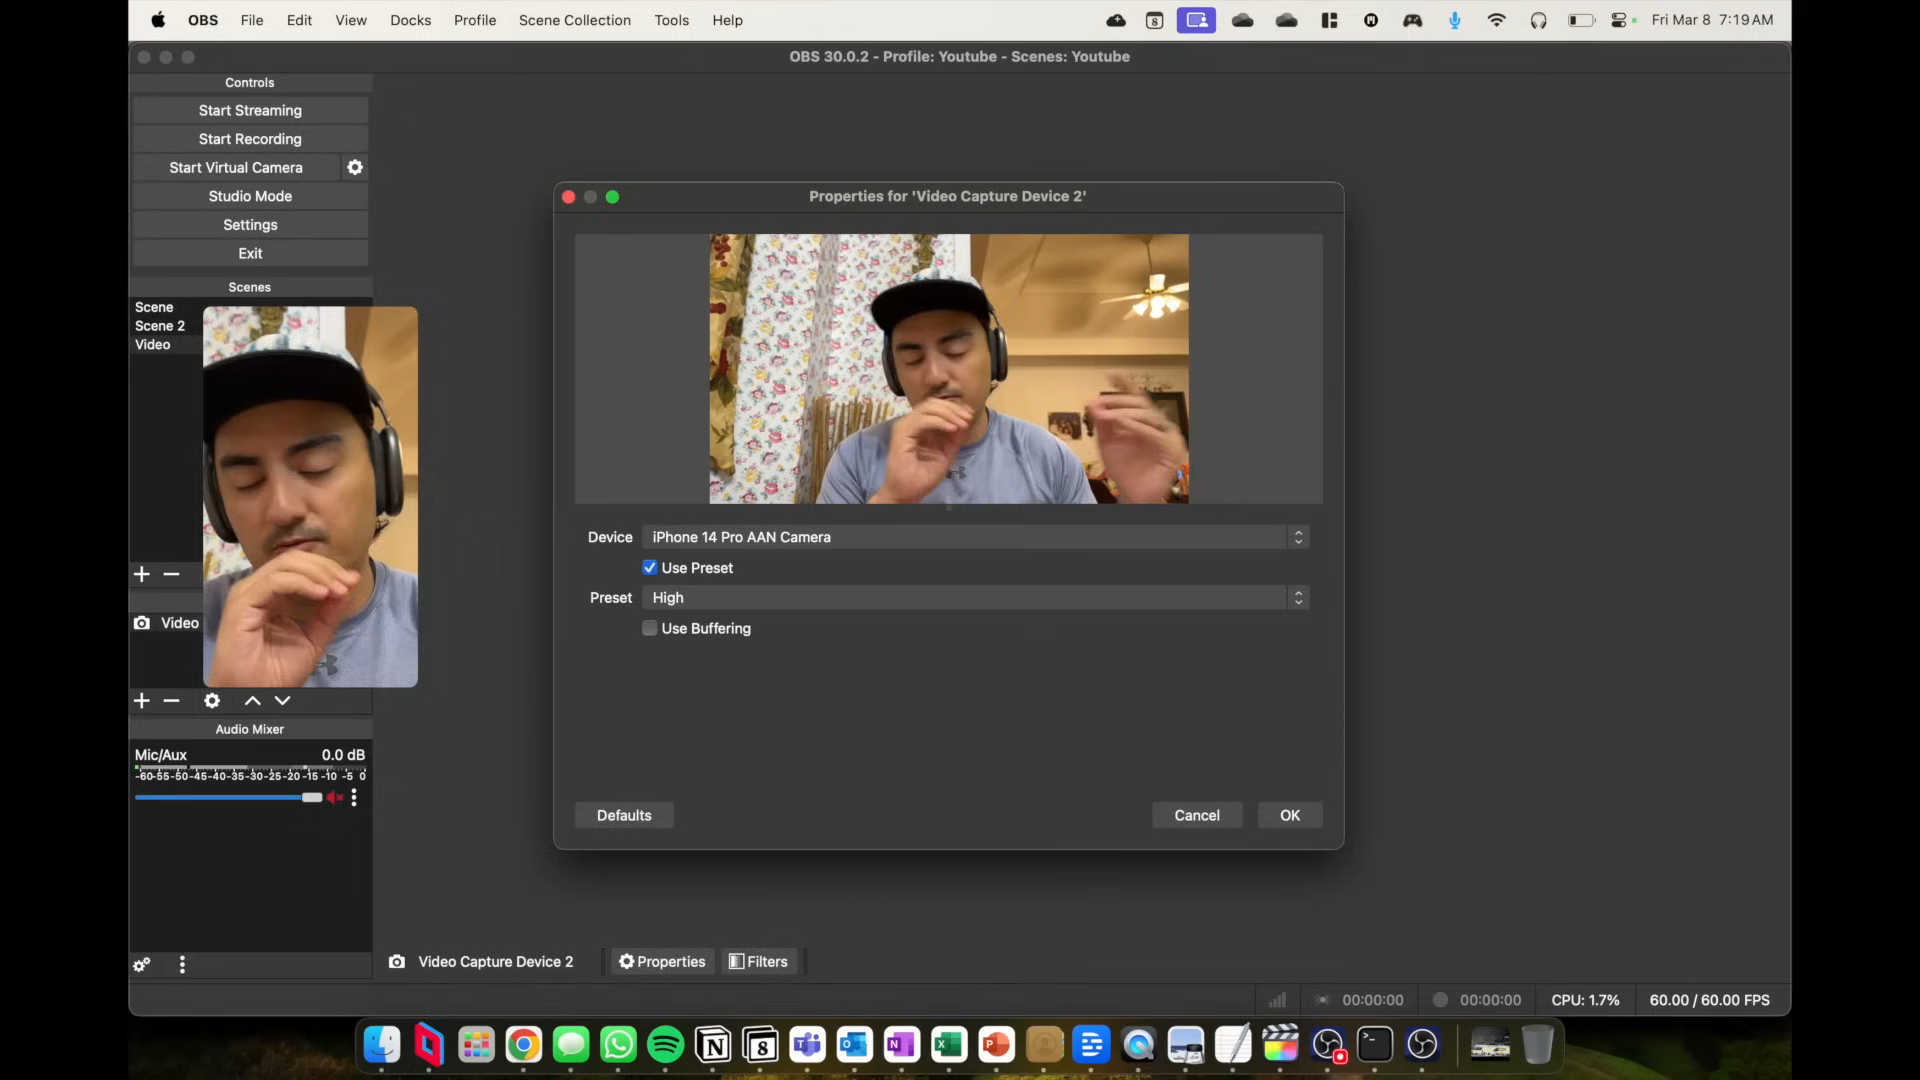 OBS File Edit View Docks Profile Scene Collection Tools Help
8
Fri Mar 8 7:19 AM
OBS 30.0.2 - Profile: Youtube - Scenes: Youtube
Controls
Start Streaming
Start Recording
Start Virtual Camera
Studio Mode
Settings
Exit
Scenes
Scene
Scene 2
Video
Video
Audio Mixer
Mic/Aux 0.0 dB
-60-55-50-45-40-35-30-25-20-15-10 -5 0
Properties for 'Video Capture Device 2'
Device iPhone 14 Pro AAN Camera
Use Preset
Preset High
Use Buffering
Defaults Cancel OK
Video Capture Device 2 Properties Filters
00:00:00 00:00:00 CPU: 1.7% 60.00 / 60.00 FPS
N 8 T O N X P >_